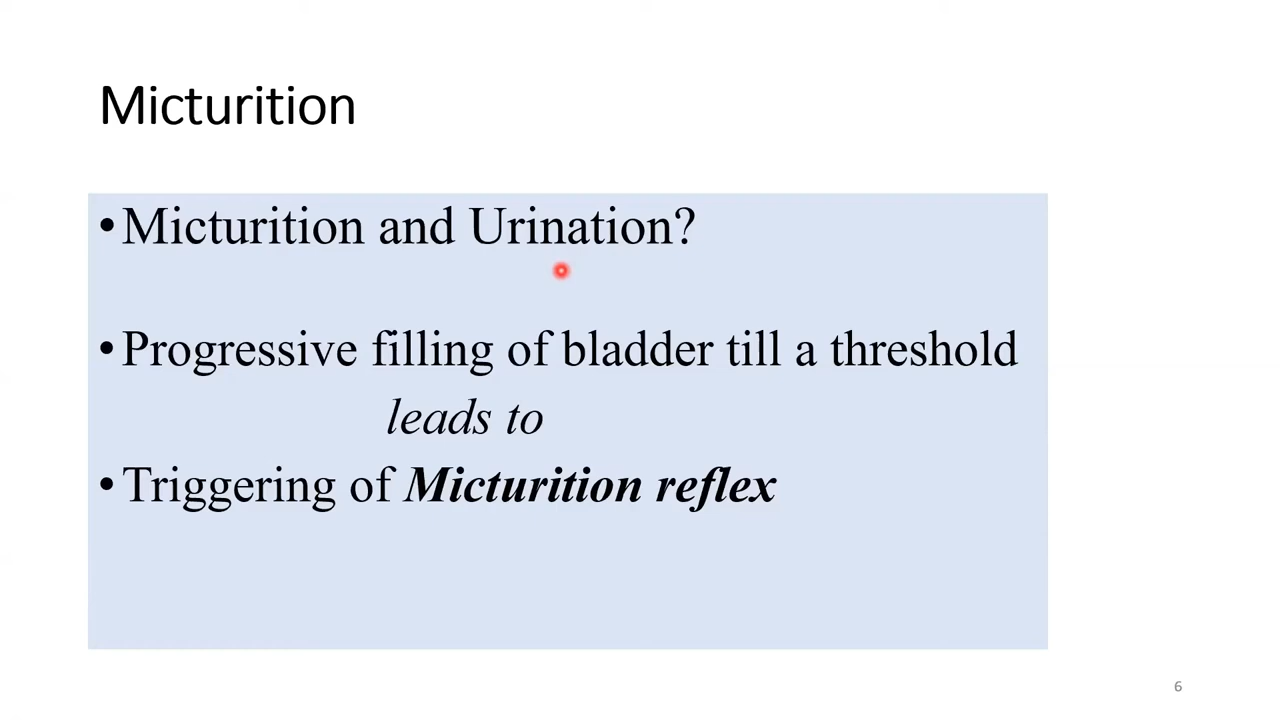 Micturition
•Micturition and Urination?
•Progressive filling of bladder till a threshold
leads to
•Triggering of Micturition reflex
6